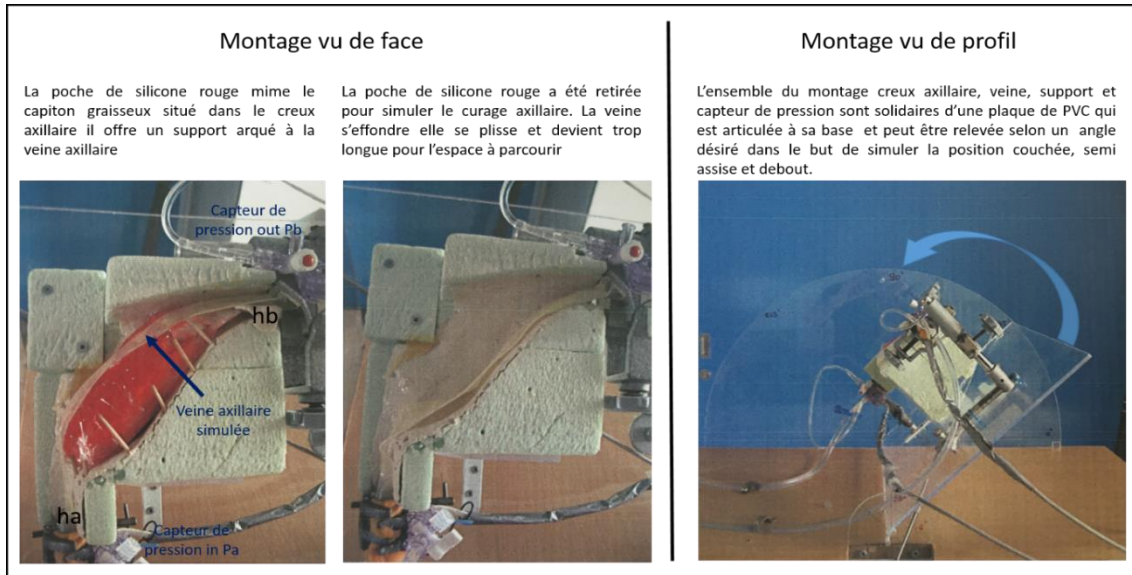 Montage vu de face
La poche de silicone rouge mime le
capiton graisseux situé dans le creux
axillaire il offre un support arqué à la
veine axillaire
La poche de silicone rouge a été retirée
pour simuler le curage axillaire. La veine
s'effondre elle se plisse et devient trop
longue pour l'espace à parcourir
Capteur de
pression out Pb
hb
Veine axillaire
simulée
ha
Capteur de
pression in Pa
Montage vu de profil
L'ensemble du montage creux axillaire, veine, support et
capteur de pression sont solidaires d'une plaque de PVC qui
est articulée à sa base et peut être relevée selon un angle
désiré dans le but de simuler la position couchée, semi
assise et debout.